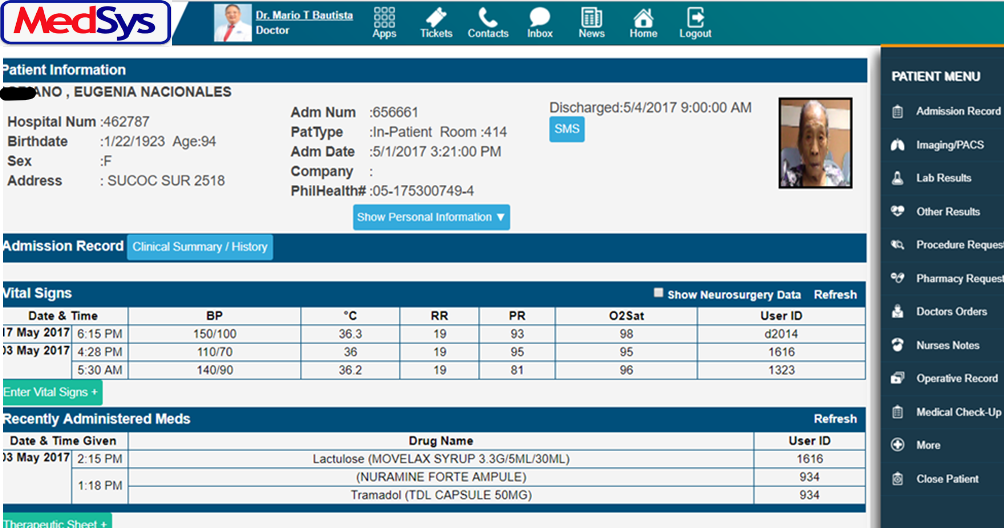 MedSys
Dr. Mario T Bautista
Doctor
Apps Tickets Contacts Inbox News Home Logout
Patient Information
ANO , EUGENIA NACIONALES
Hospital Num :462787
Birthdate :1/22/1923 Age:94
Sex :F
Address : SUCOC SUR 2518
Adm Num :656661
PatType :In-Patient Room :414
Adm Date :5/1/2017 3:21:00 PM
Company :
PhilHealth# :05-175300749-4
Discharged:5/4/2017 9:00:00 AM
SMS
Show Personal Information ▼
Admission Record Clinical Summary / History
Vital Signs Show Neurosurgery Data Refresh
Date & Time BP °C RR PR O2Sat User ID
17 May 2017 6:15 PM 150/100 36.3 19 93 98 d2014
03 May 2017 4:28 PM 110/70 36 19 95 95 1616
5:30 AM 140/90 36.2 19 81 96 1323
Enter Vital Signs +
Recently Administered Meds Refresh
Date & Time Given Drug Name User ID
03 May 2017 2:15 PM Lactulose (MOVELAX SYRUP 3.3G/5ML/30ML) 1616
1:18 PM (NURAMINE FORTE AMPULE) 934
Tramadol (TDL CAPSULE 50MG) 934
Therapeutic Sheet +
PATIENT MENU
Admission Record
Imaging/PACS
Lab Results
Other Results
Procedure Reques
Pharmacy Request
Doctors Orders
Nurses Notes
Operative Record
Medical Check-Up
More
Close Patient